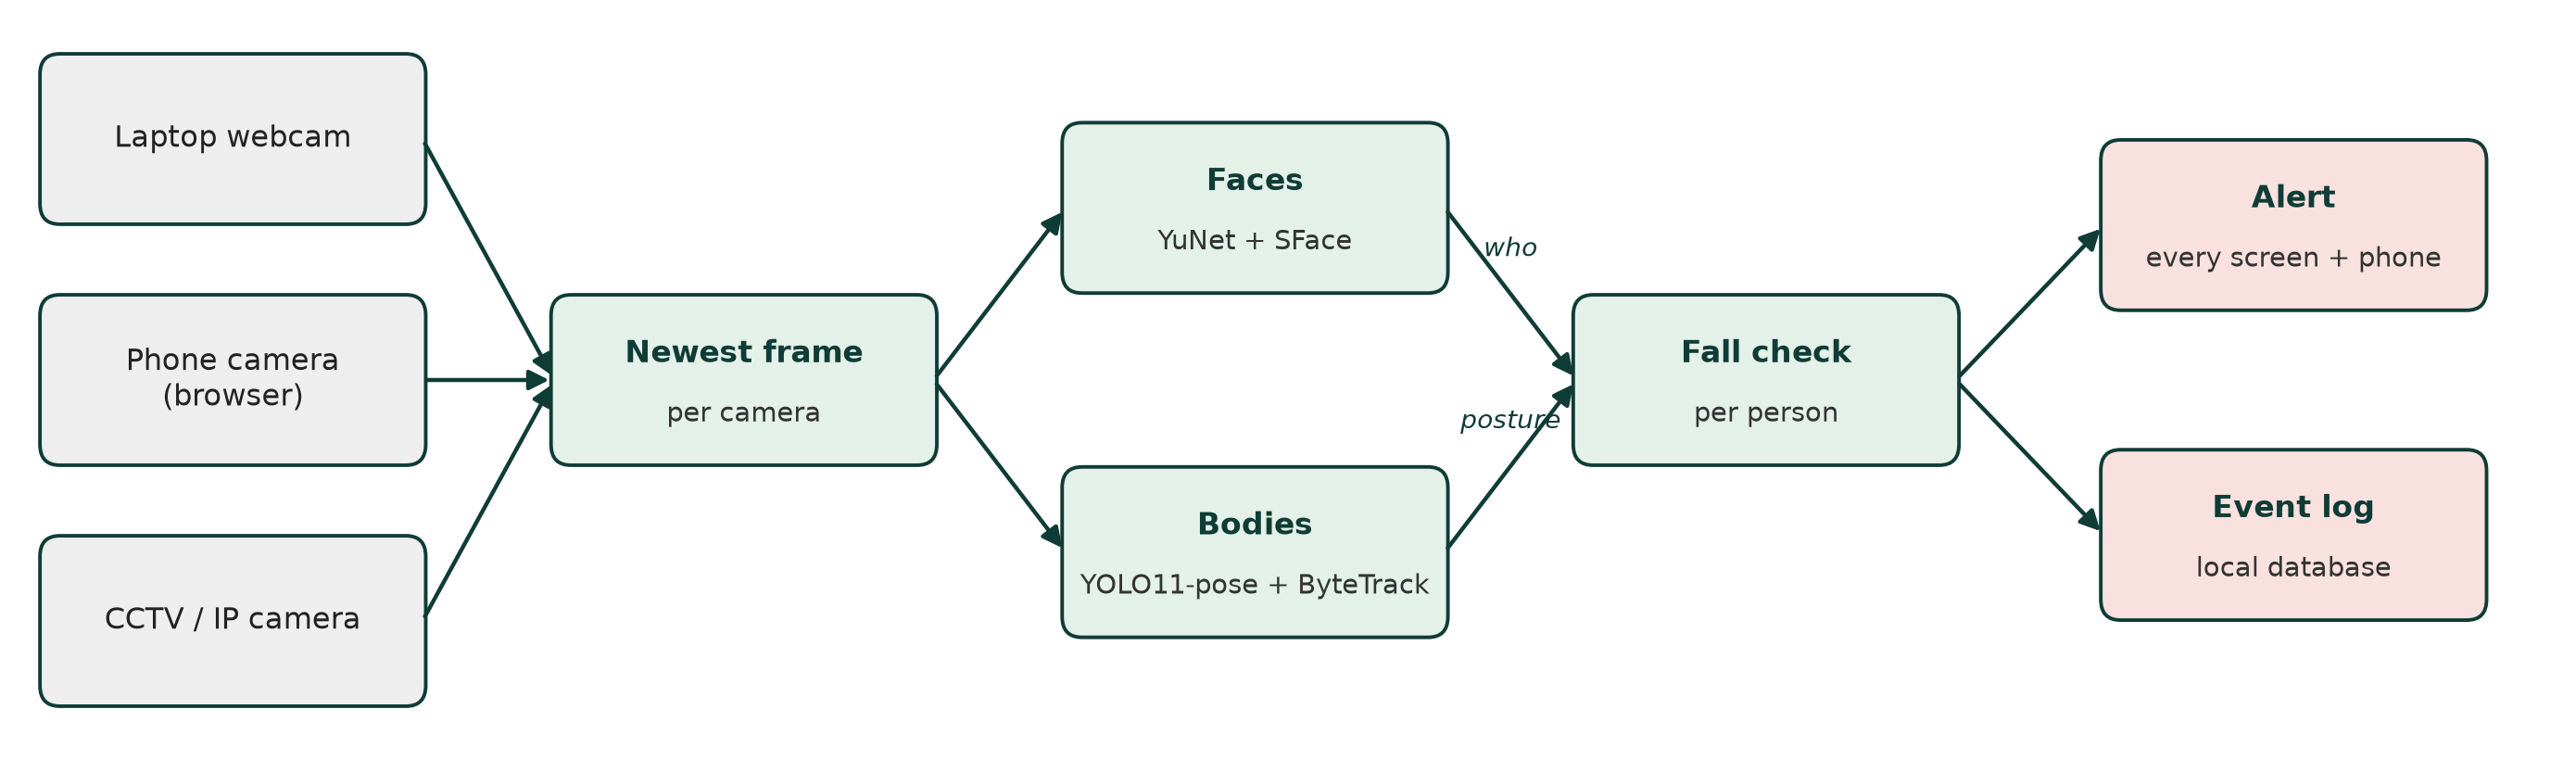 Laptop webcam
Phone camera
(browser)
CCTV / IP camera
Newest frame
per camera
Faces
YuNet + SFace
Bodies
YOLO11-pose + ByteTrack
who
posture
Fall check
per person
Alert
every screen + phone
Event log
local database